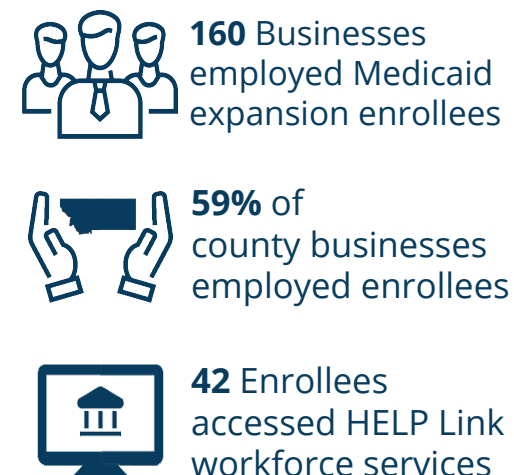 160 Businesses
employed Medicaid
expansion enrollees
59% of
county businesses
employed enrollees
42 Enrollees
accessed HELP Link
workforce services